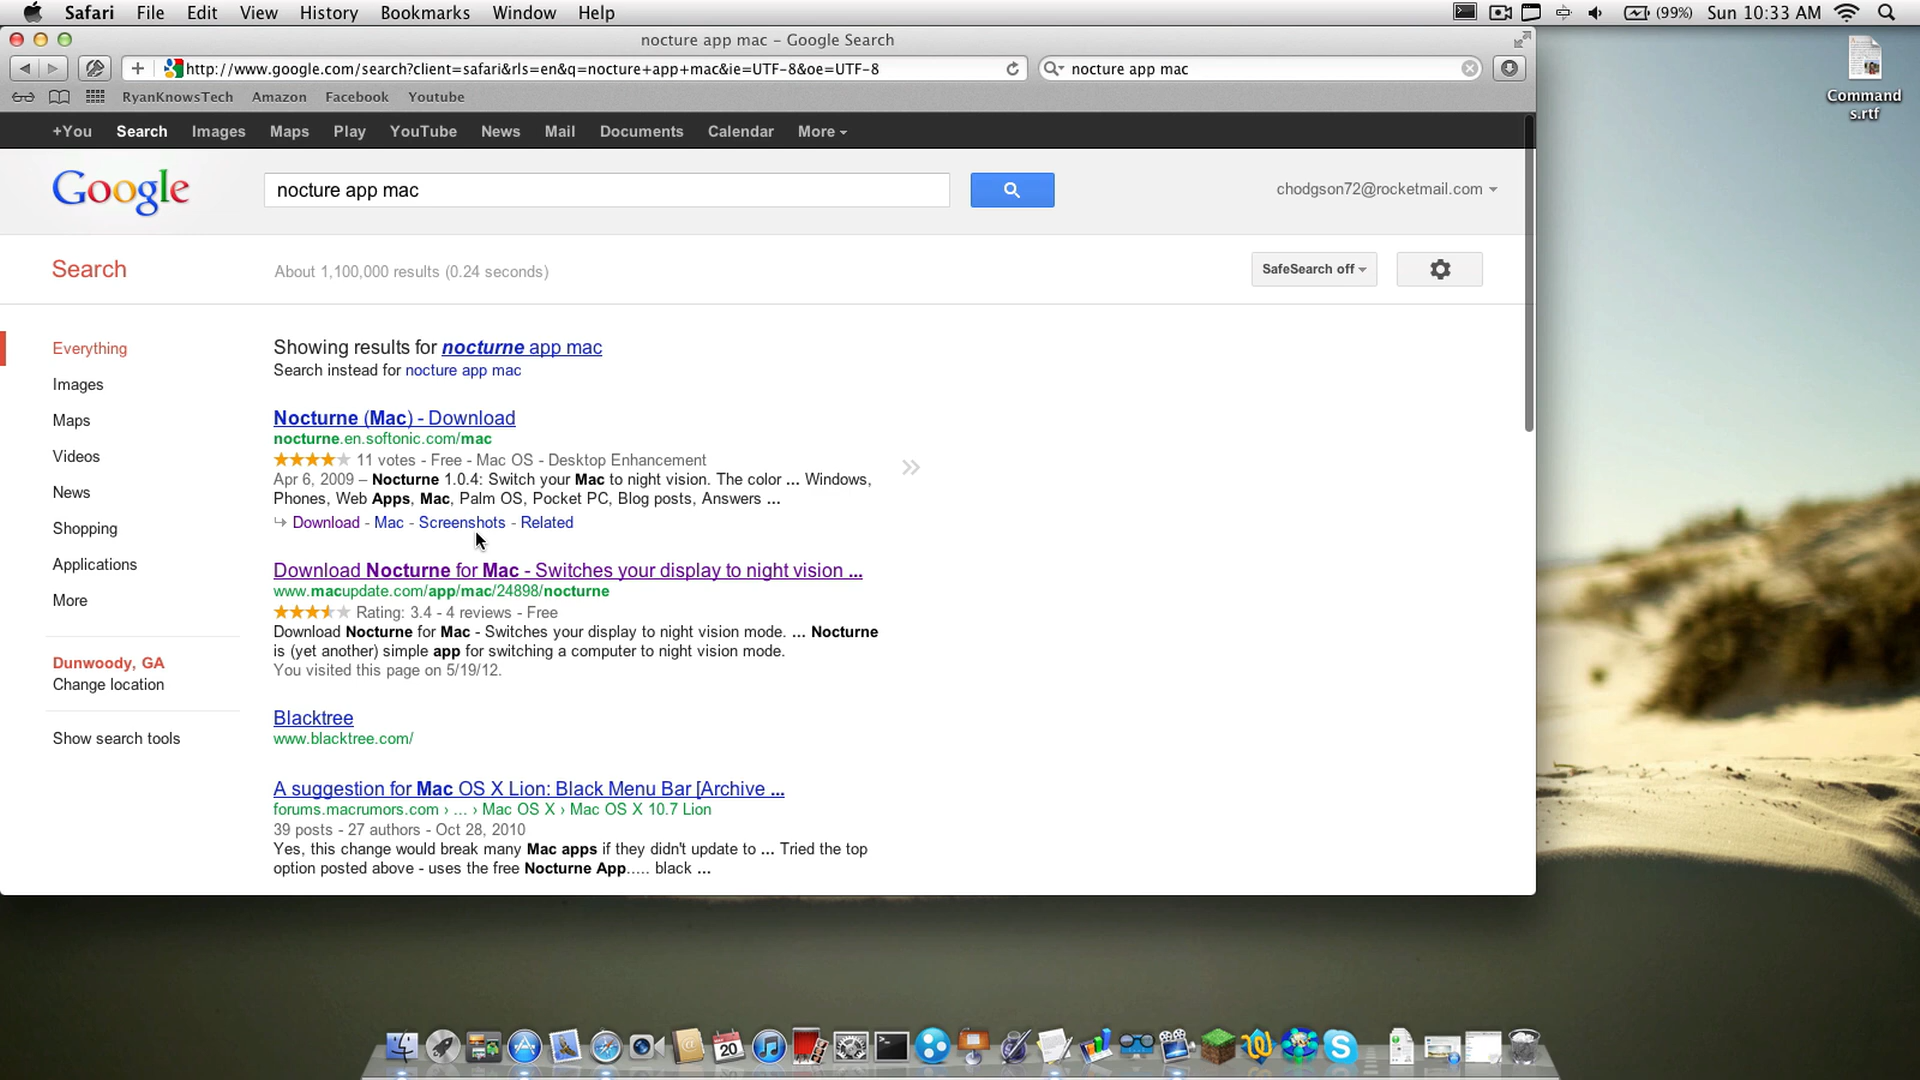 Safari File Edit View History Bookmarks Window Help (99%) Sun 10:33 AM
nocture app mac – Google Search
http://www.google.com/search?client=safari&rls=en&q=nocture+app+mac&ie=UTF-8&oe=UTF-8 nocture app mac
RyanKnowsTech Amazon Facebook Youtube
Command
s.rtf
+You Search Images Maps Play YouTube News Mail Documents Calendar More
Google nocture app mac chodgson72@rocketmail.com
Search About 1,100,000 results (0.24 seconds) SafeSearch off
Everything
Images
Maps
Videos
News
Shopping
Applications
More
Dunwoody, GA
Change location
Show search tools
Showing results for nocturne app mac
Search instead for nocture app mac
Nocturne (Mac) - Download
nocturne.en.softonic.com/mac
11 votes - Free - Mac OS - Desktop Enhancement
Apr 6, 2009 – Nocturne 1.0.4: Switch your Mac to night vision. The color ... Windows,
Phones, Web Apps, Mac, Palm OS, Pocket PC, Blog posts, Answers ...
Download - Mac - Screenshots - Related
Download Nocturne for Mac - Switches your display to night vision ...
www.macupdate.com/app/mac/24898/nocturne
Rating: 3.4 - 4 reviews - Free
Download Nocturne for Mac - Switches your display to night vision mode. ... Nocturne
is (yet another) simple app for switching a computer to night vision mode.
You visited this page on 5/19/12.
Blacktree
www.blacktree.com/
A suggestion for Mac OS X Lion: Black Menu Bar [Archive ...
forums.macrumors.com › ... › Mac OS X › Mac OS X 10.7 Lion
39 posts - 27 authors - Oct 28, 2010
Yes, this change would break many Mac apps if they didn't update to ... Tried the top
option posted above - uses the free Nocturne App..... black ...
20